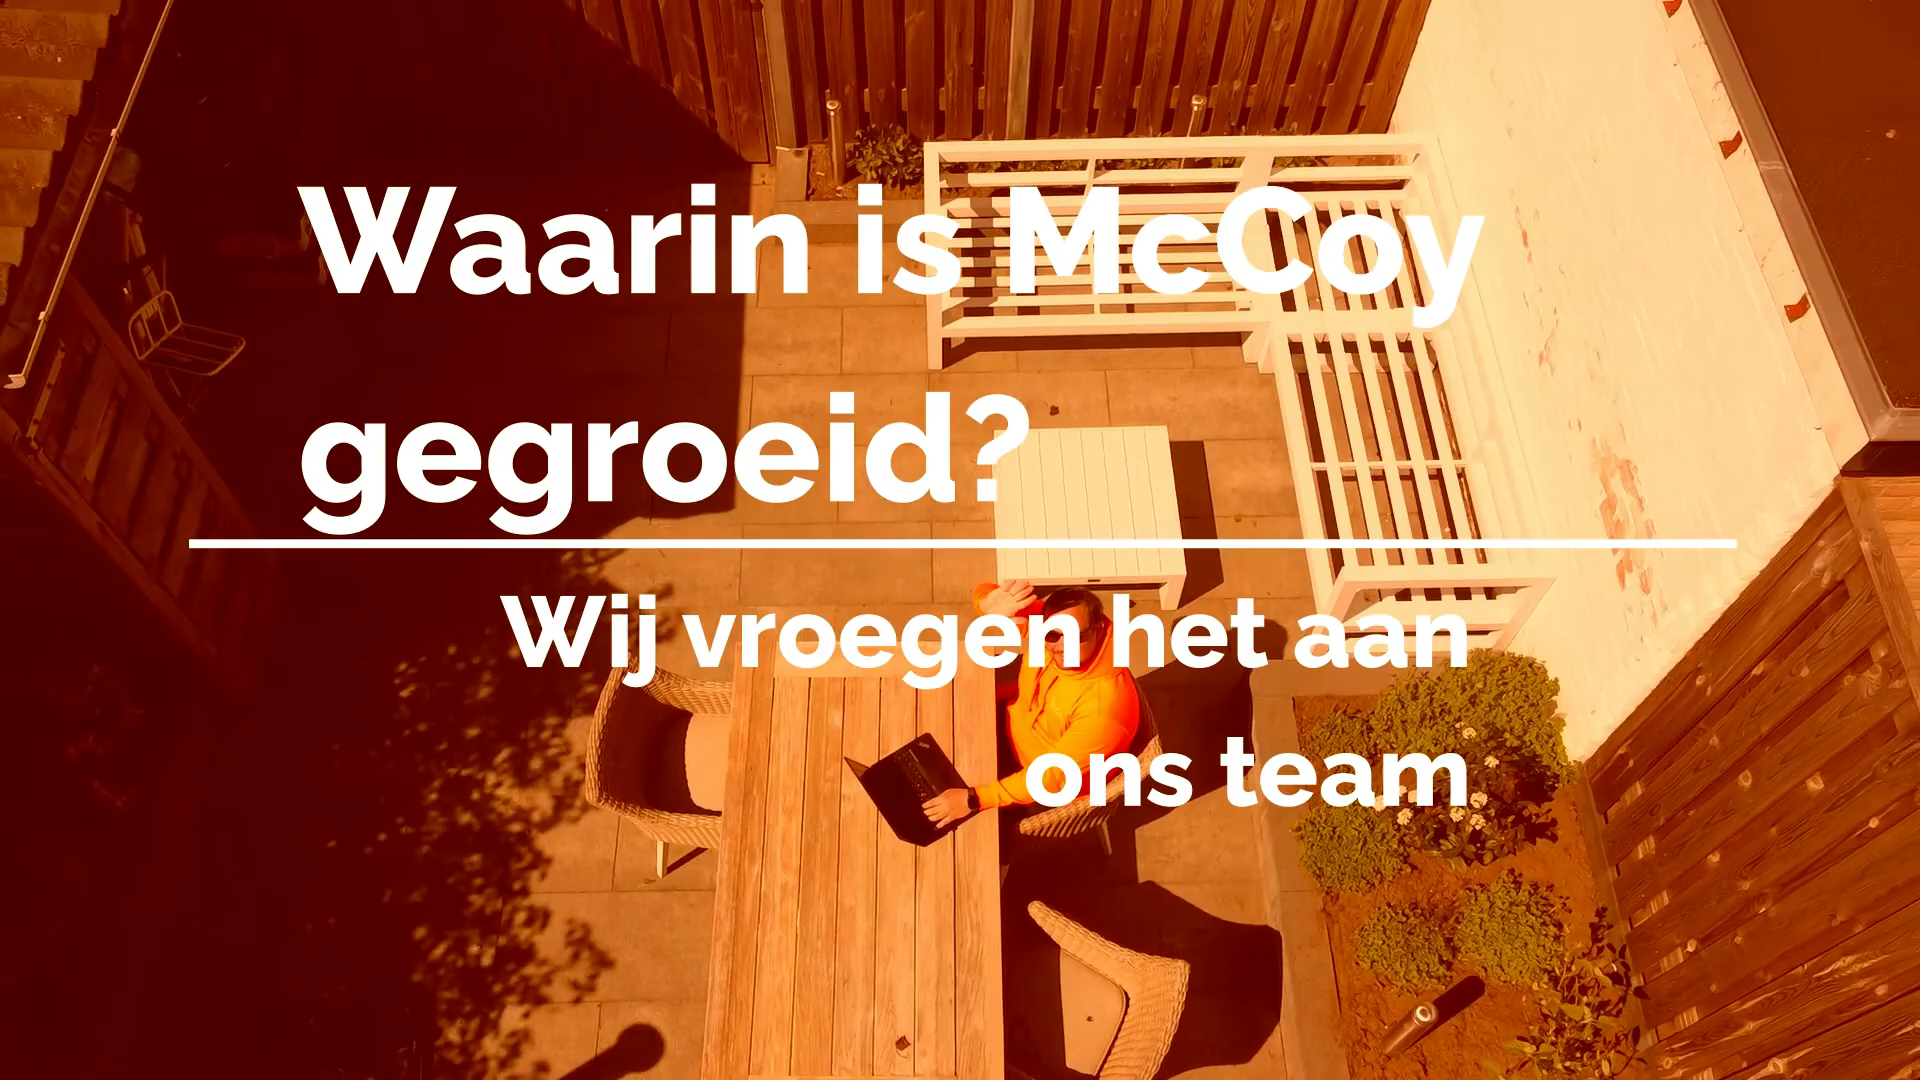 Waarin is McCoy
gegroeid?
Wij vroegen het aan
ons team